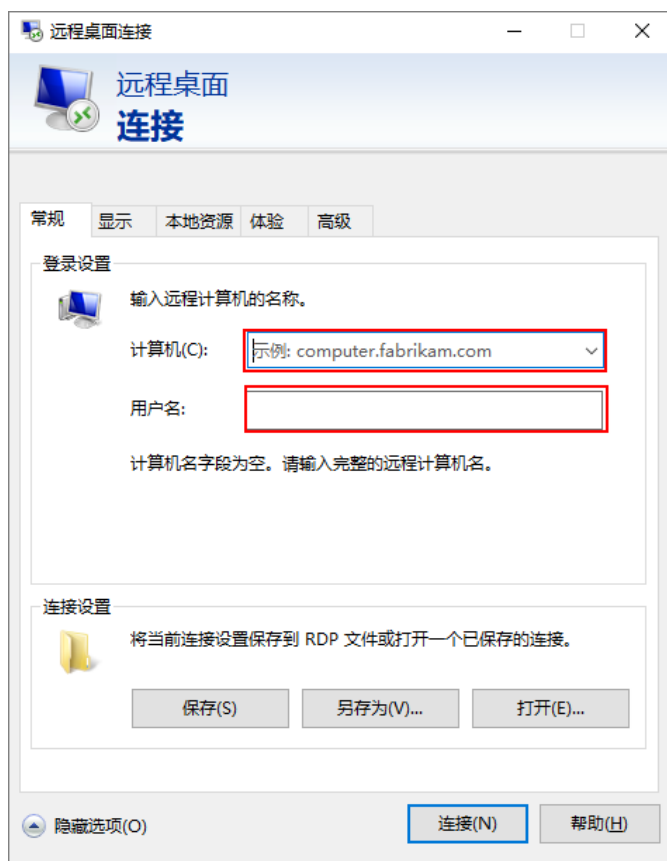 远程桌面连接
远程桌面
连接
常规 显示 本地资源 体验 高级
登录设置
输入远程计算机的名称。
计算机(C): 示例: computer.fabrikam.com
用户名:
计算机名字段为空。请输入完整的远程计算机名。
连接设置
将当前连接设置保存到 RDP 文件或打开一个已保存的连接。
保存(S) 另存为(V)... 打开(E)...
隐藏选项(O) 连接(N) 帮助(H)